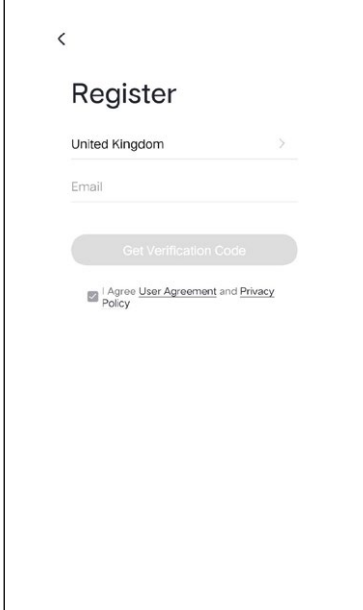 Register
United Kingdom
Email
Get Verification Code
I Agree User Agreement and Privacy
Policy